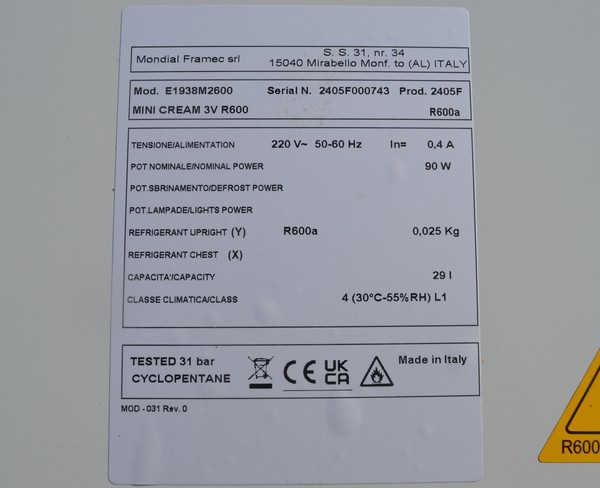 Mondial Framec srl
S. S. 31, nr. 34
15040 Mirabello Monf. to (AL) ITALY
Mod. E1938M2600 Serial N. 2405F000743 Prod. 2405F
MINI CREAM 3V R600 R600a
TENSIONE/ALIMENTATION 220 V~ 50-60 Hz In= 0,4 A
POT.NOMINALE/NOMINAL POWER 90 W
POT.SBRINAMENTO/DEFROST POWER
POT.LAMPADE/LIGHTS POWER
REFRIGERANT UPRIGHT (Y) R600a 0,025 Kg
REFRIGERANT CHEST (X)
CAPACITA'/CAPACITY 29 l
CLASSE CLIMATICA/CLASS 4 (30°C-55%RH) L1
TESTED 31 bar
CYCLOPENTANE
CE
UK
CA
Made in Italy
MOD - 031 Rev. 0
R600